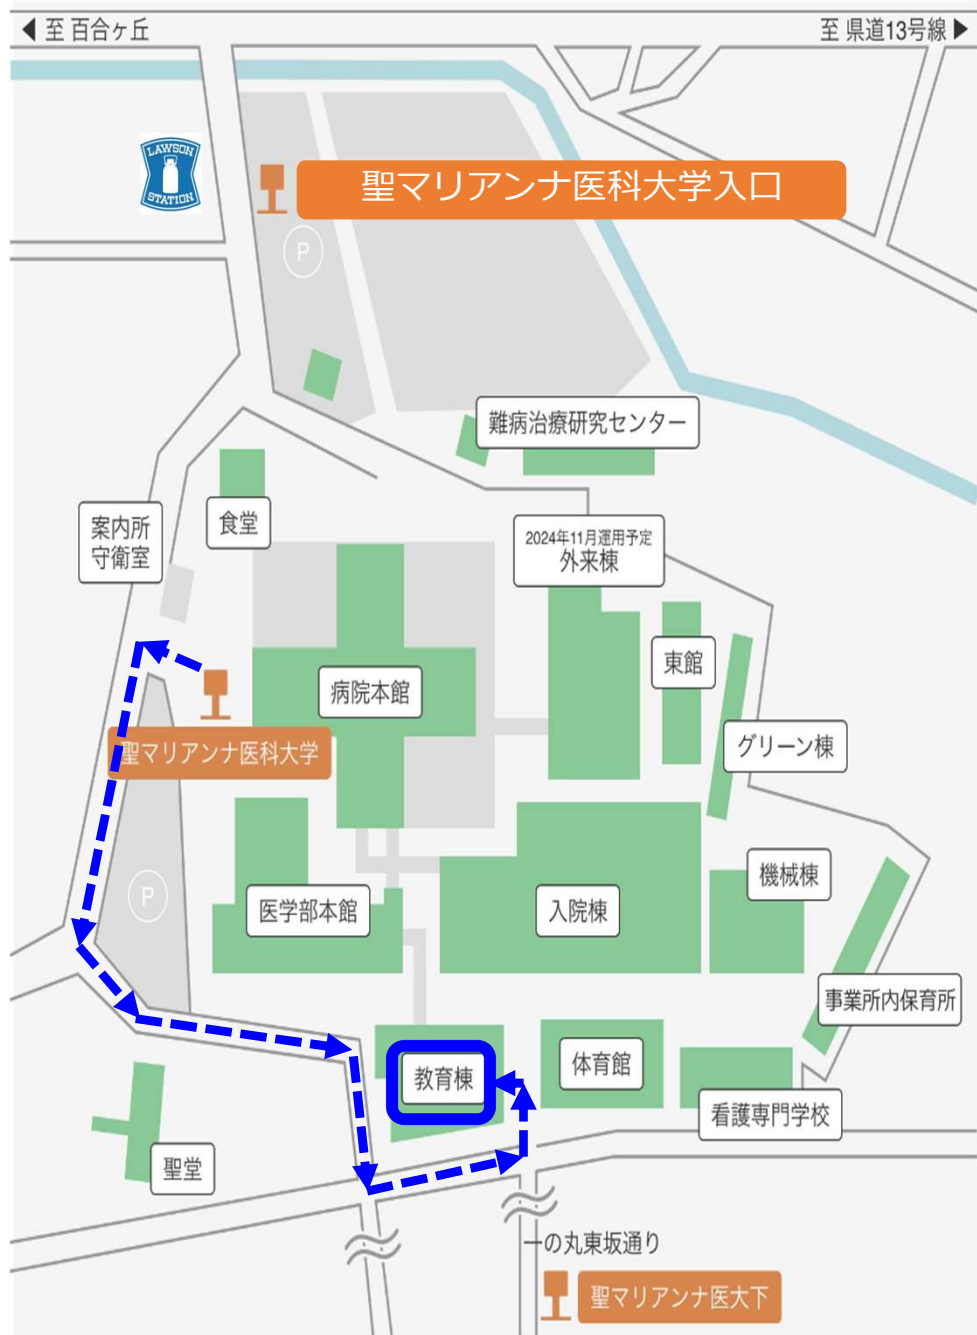 ◀ 至 百合ヶ丘
至 県道13号線 ▶
LAWSON
STATION
聖マリアンナ医科大学入口
P
難病治療研究センター
案内所
守衛室
食堂
2024年11月運用予定
外来棟
東館
病院本館
グリーン棟
聖マリアンナ医科大学
機械棟
P
医学部本館
入院棟
事業所内保育所
教育棟
体育館
看護専門学校
聖堂
一の丸東坂通り
聖マリアンナ医大下